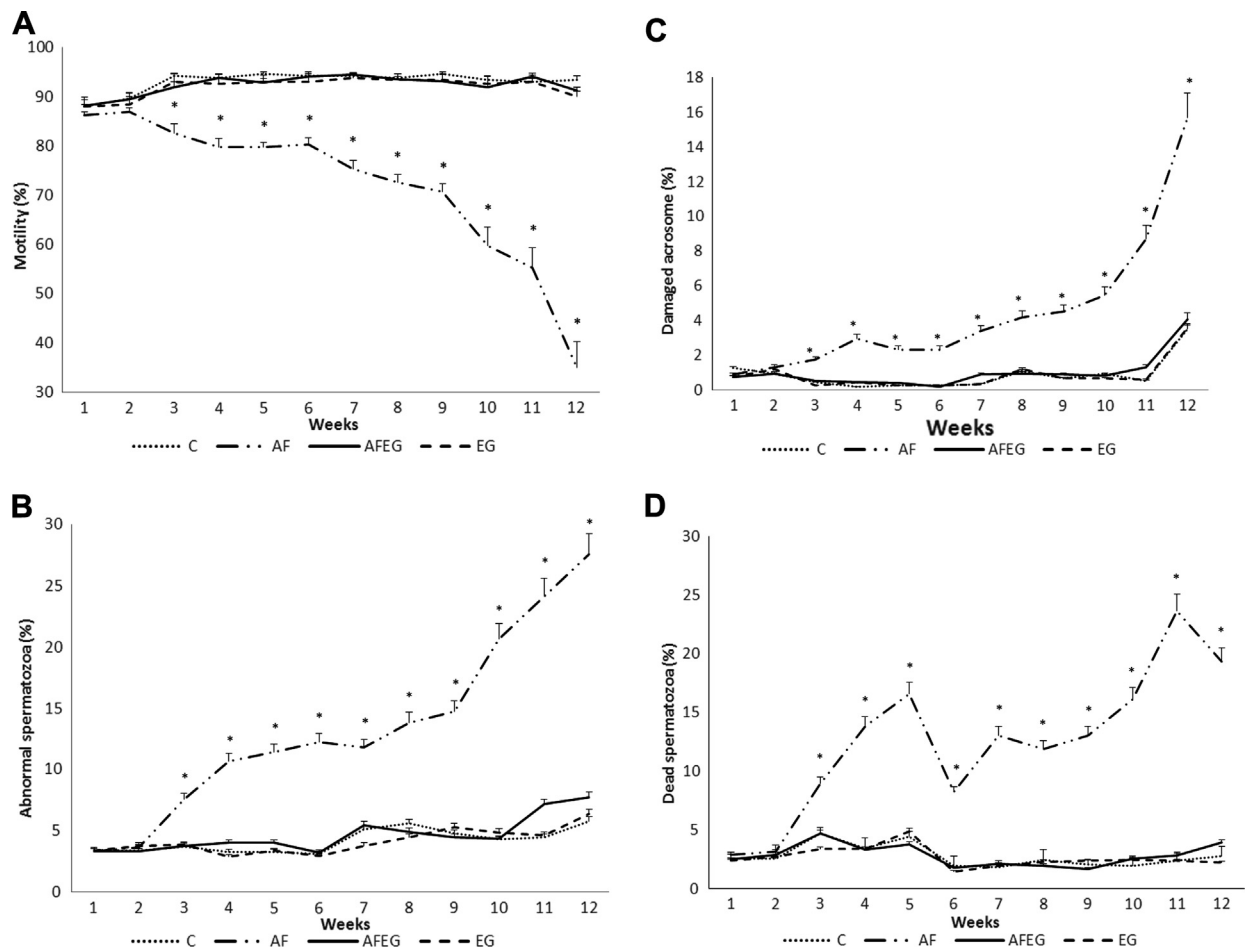 A
100
90
80
70
60
50
40
30
Motility (%)
* * * * * * * * * *
1 2 3 4 5 6 7 8 9 10 11 12
Weeks
C AF AFEG EG
C
18
16
14
12
10
8
6
4
2
0
Damaged acrosome (%)
* * * * * * * * * *
1 2 3 4 5 6 7 8 9 10 11 12
Weeks
C AF AFEG EG
B
30
25
20
15
10
5
0
Abnormal spermatozoa (%)
* * * * * * * * * *
1 2 3 4 5 6 7 8 9 10 11 12
Weeks
C AF AFEG EG
D
30
25
20
15
10
5
0
Dead spermatozoa (%)
* * * * * * * * * *
1 2 3 4 5 6 7 8 9 10 11 12
Weeks
C AF AFEG EG